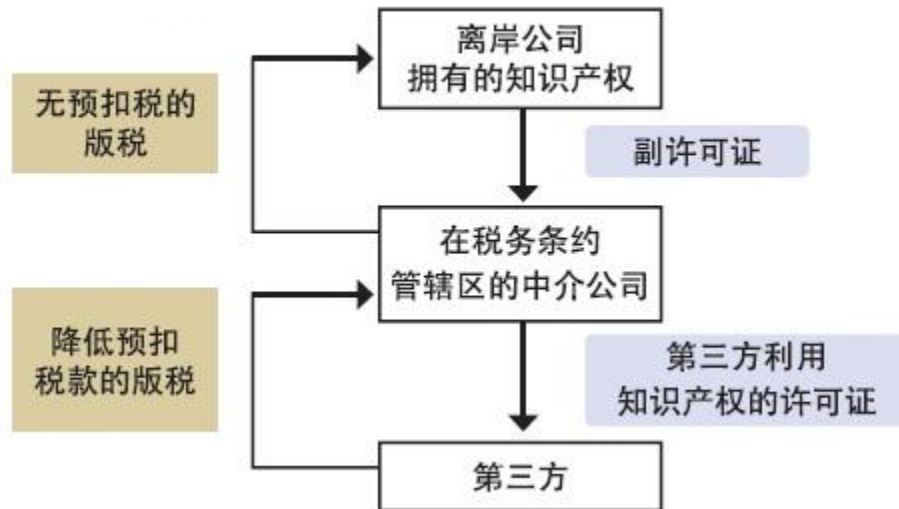 离岸公司
拥有的知识产权
无预扣税的
版税
副许可证
在税务条约
管辖区的中介公司
降低预扣
税款的版税
第三方利用
知识产权的许可证
第三方